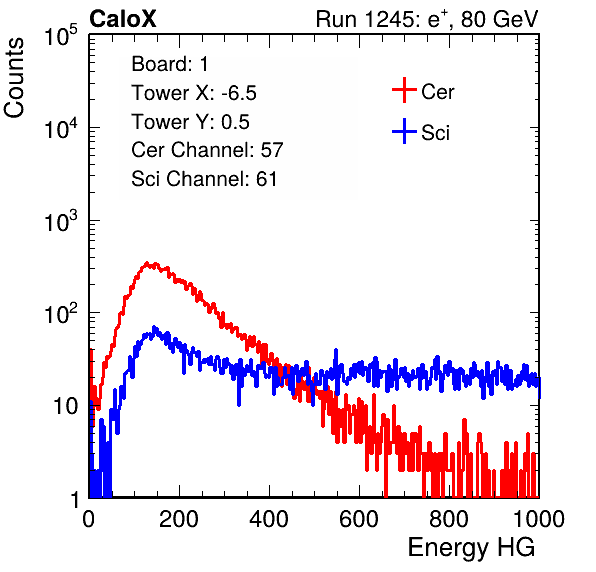 CaloX
Run 1245: e+, 80 GeV
Counts
10^5
10^4
10^3
10^2
10
1
Board: 1
Tower X: -6.5
Tower Y: 0.5
Cer Channel: 57
Sci Channel: 61
Cer
Sci
0 200 400 600 800 1000
Energy HG